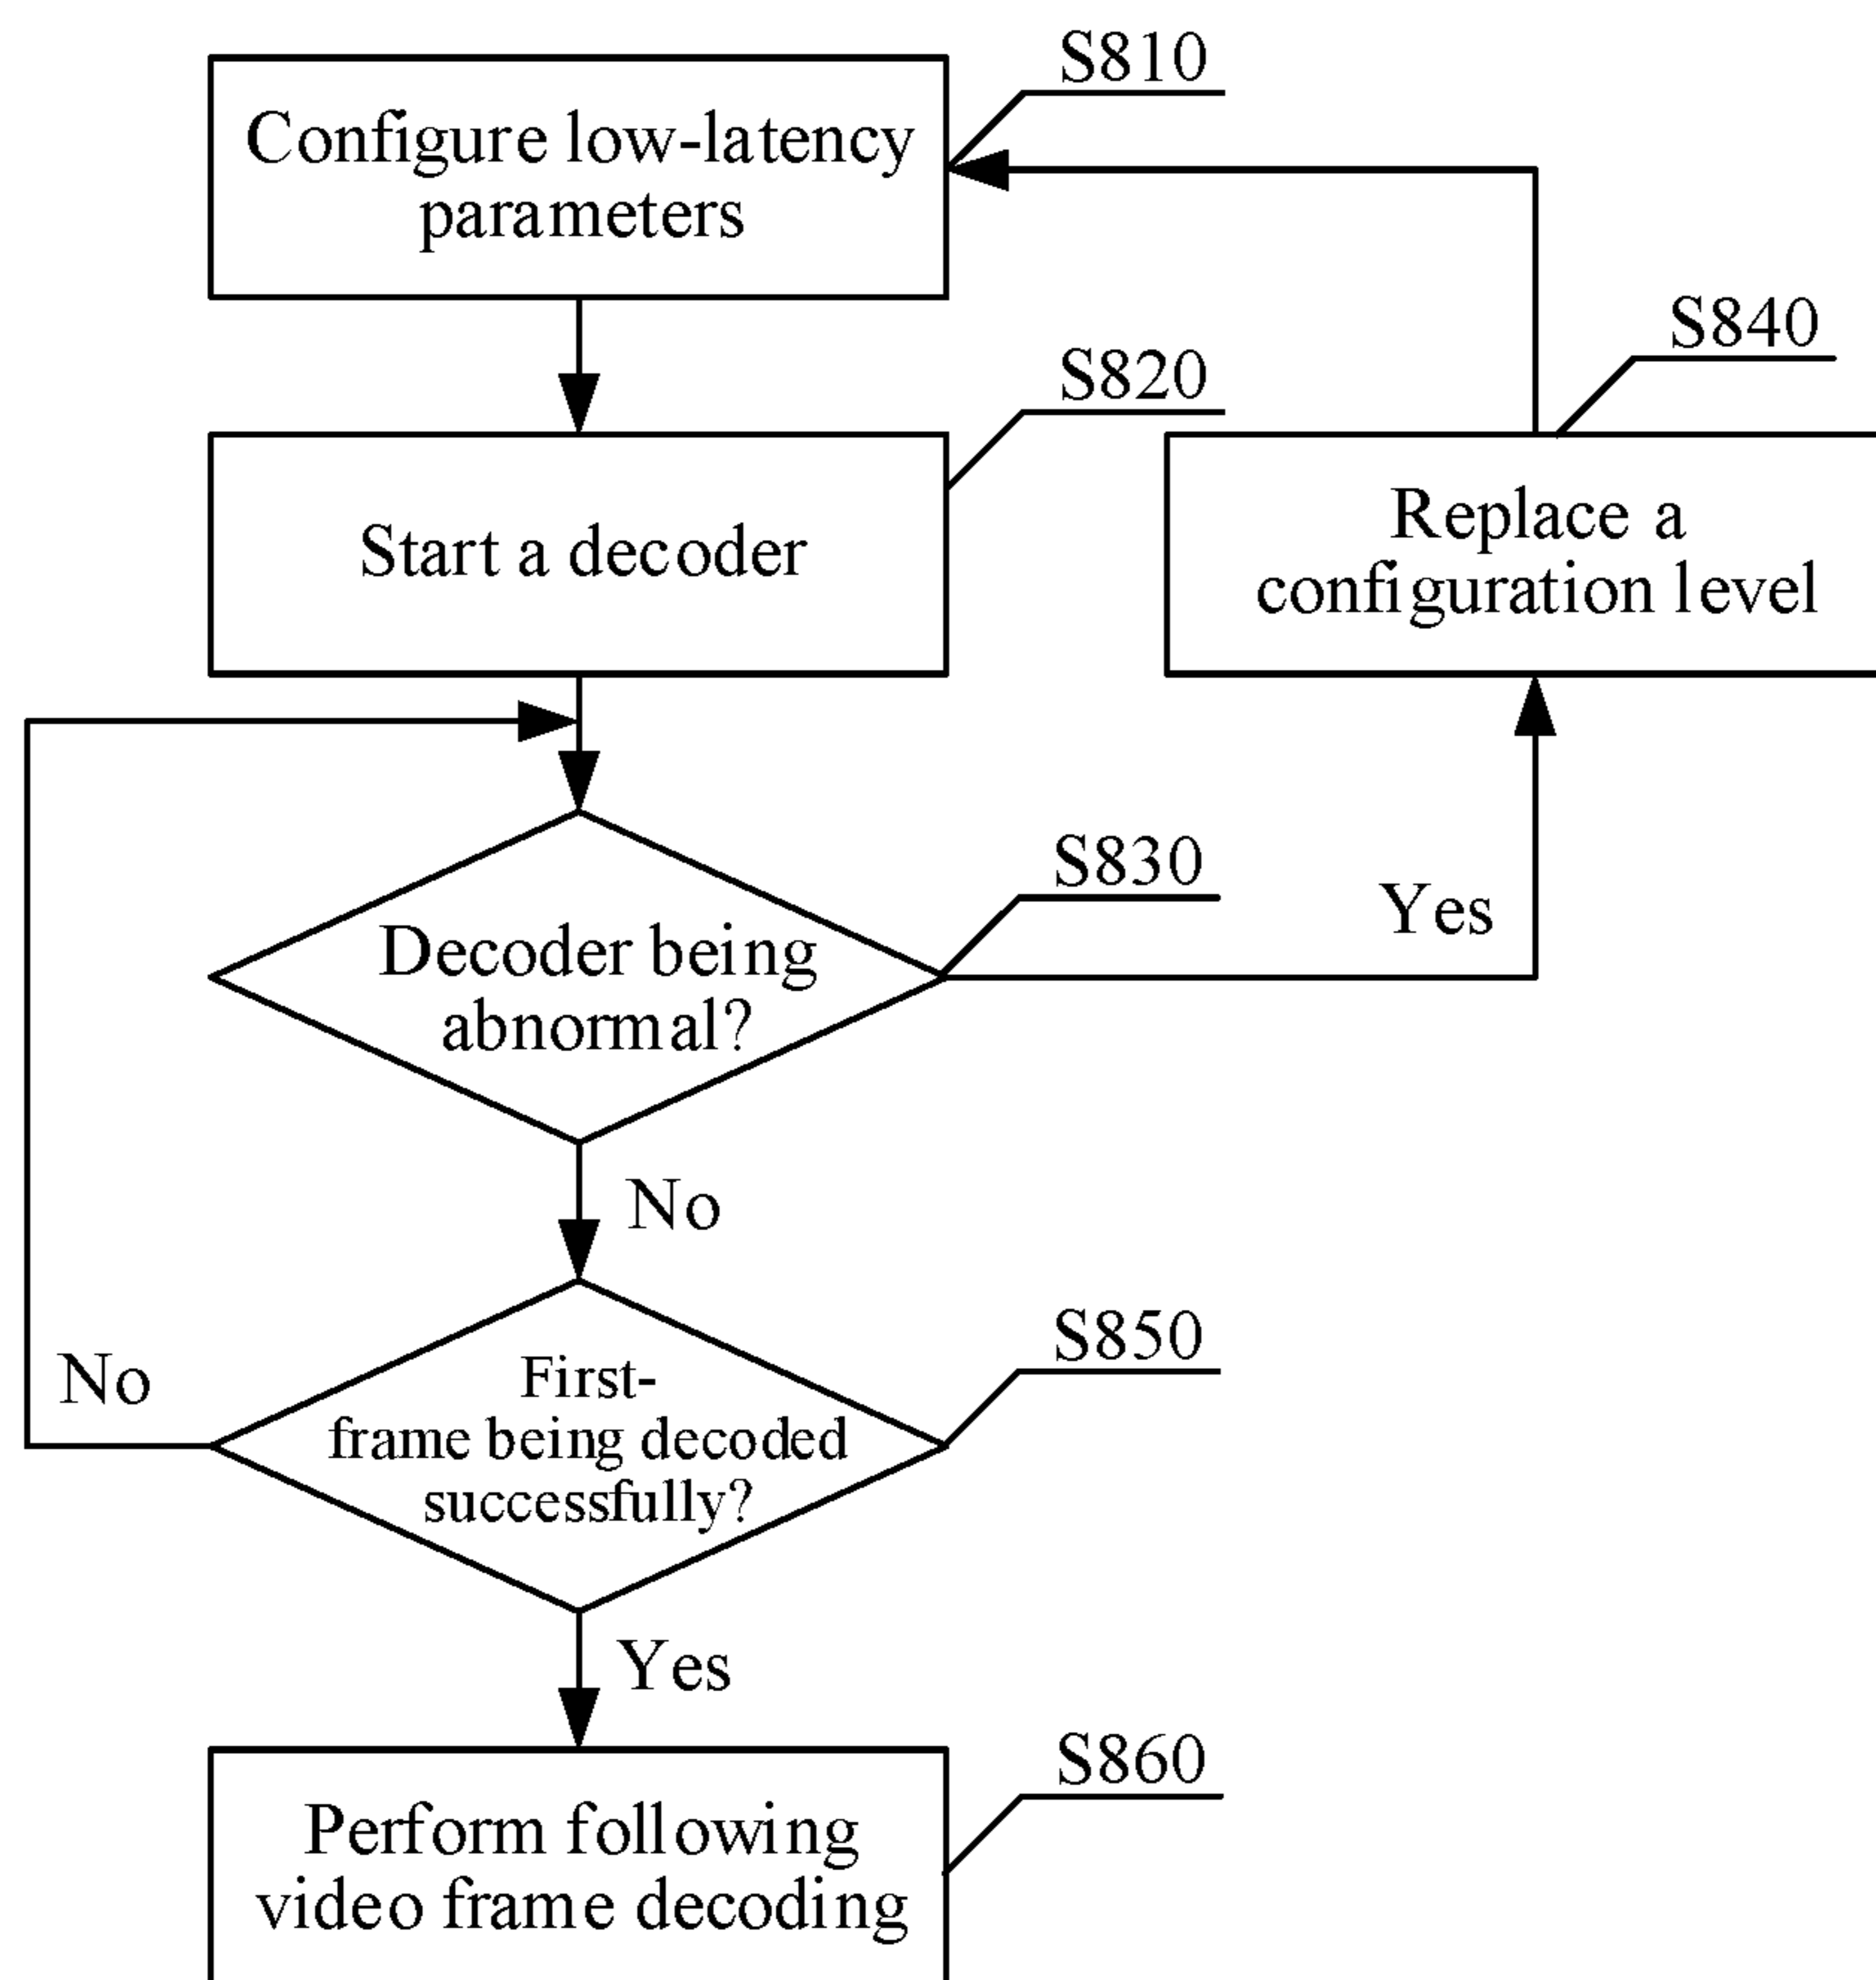 S810
Configure low-latency
parameters
S820
Start a decoder
S840
Replace a
configuration level
S830
Decoder being
abnormal?
Yes
No
S850
First-
frame being decoded
successfully?
No
Yes
S860
Perform following
video frame decoding